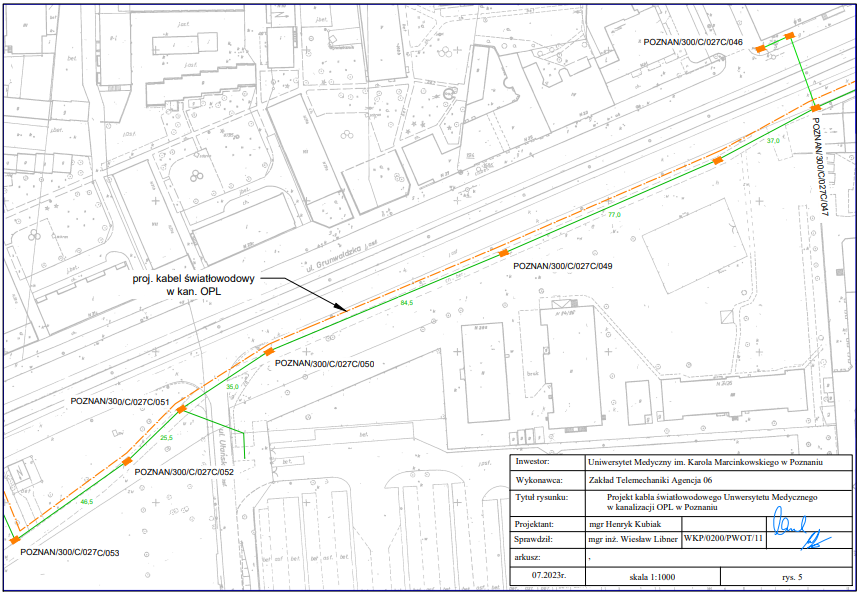 POZNAN/300/C/027C/046
37,0
POZNAN/300/C/027C/047
77,0
ul. Grunwaldzka
POZNAN/300/C/027C/049
proj. kabel światłowodowy
w kan. OPL
84,5
POZNAN/300/C/027C/050
35,0
POZNAN/300/C/027C/051
25,5
POZNAN/300/C/027C/052
46,5
POZNAN/300/C/027C/053
Inwestor: Uniwersytet Medyczny im. Karola Marcinkowskiego w Poznaniu
Wykonawca: Zakład Telemechaniki Agencja 06
Tytuł rysunku: Projekt kabla światłowodowego Unwersytetu Medycznego
w kanalizacji OPL w Poznaniu
Projektant: mgr Henryk Kubiak
Sprawdził: mgr inż. Wiesław Libner WKP/0200/PWOT/11
arkusz: ,
07.2023r. skala 1:1000 rys. 5